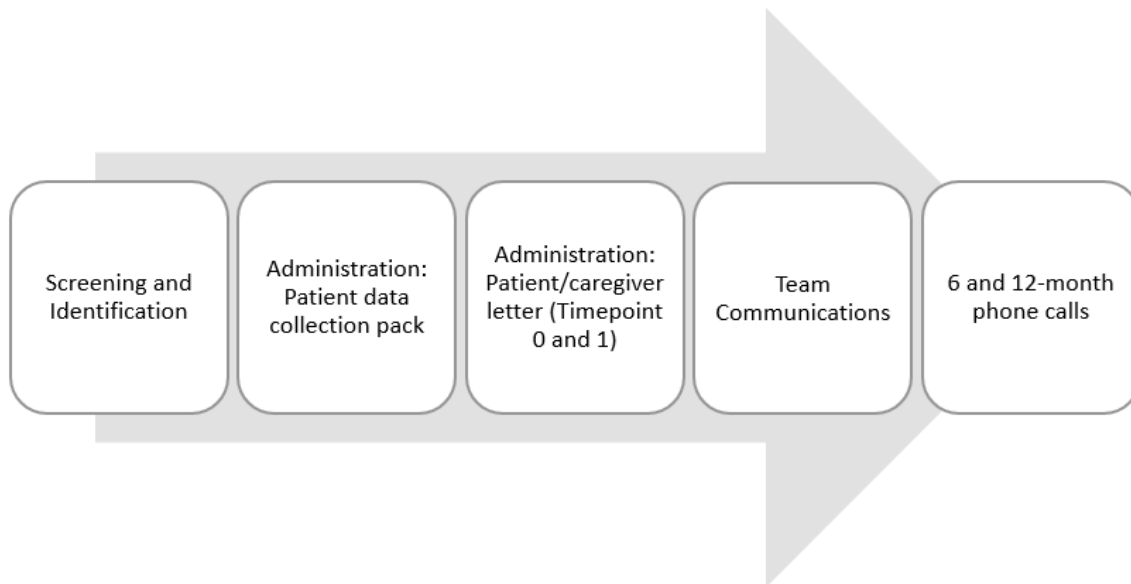 Screening and
Identification
Administration:
Patient data
collection pack
Administration:
Patient/caregiver
letter (Timepoint
0 and 1)
Team
Communications
6 and 12-month
phone calls